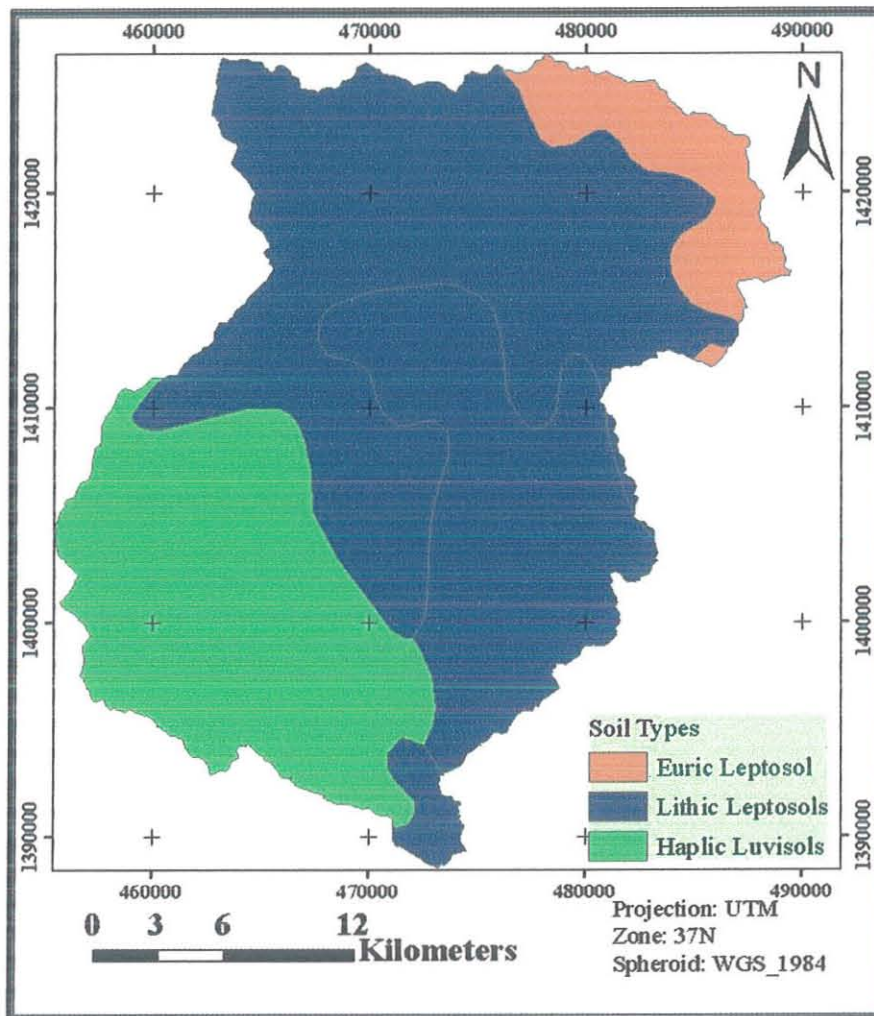 460000 470000 480000 490000
N
1420000 1420000
1410000 1410000
1400000 1400000
1390000 1390000
Soil Types
Euric Leptosol
Lithic Leptosols
Haplic Luvisols
460000 470000 480000 490000
0 3 6 12
Kilometers
Projection: UTM
Zone: 37N
Spheroid: WGS_1984